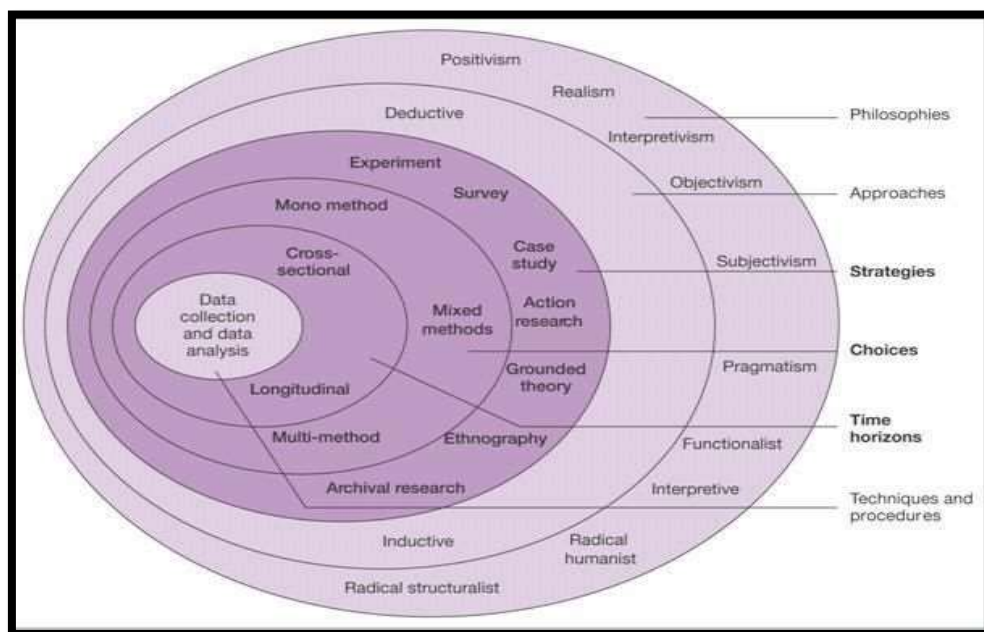 Positivism
Realism
Interpretivism
Objectivism
Subjectivism
Pragmatism
Functionalist
Interpretive
Radical
humanist
Radical structuralist
Deductive
Inductive
Experiment
Survey
Case
study
Action
research
Grounded
theory
Ethnography
Archival research
Mono method
Mixed
methods
Multi-method
Cross-
sectional
Longitudinal
Data
collection
and data
analysis
Philosophies
Approaches
Strategies
Choices
Time
horizons
Techniques and
procedures